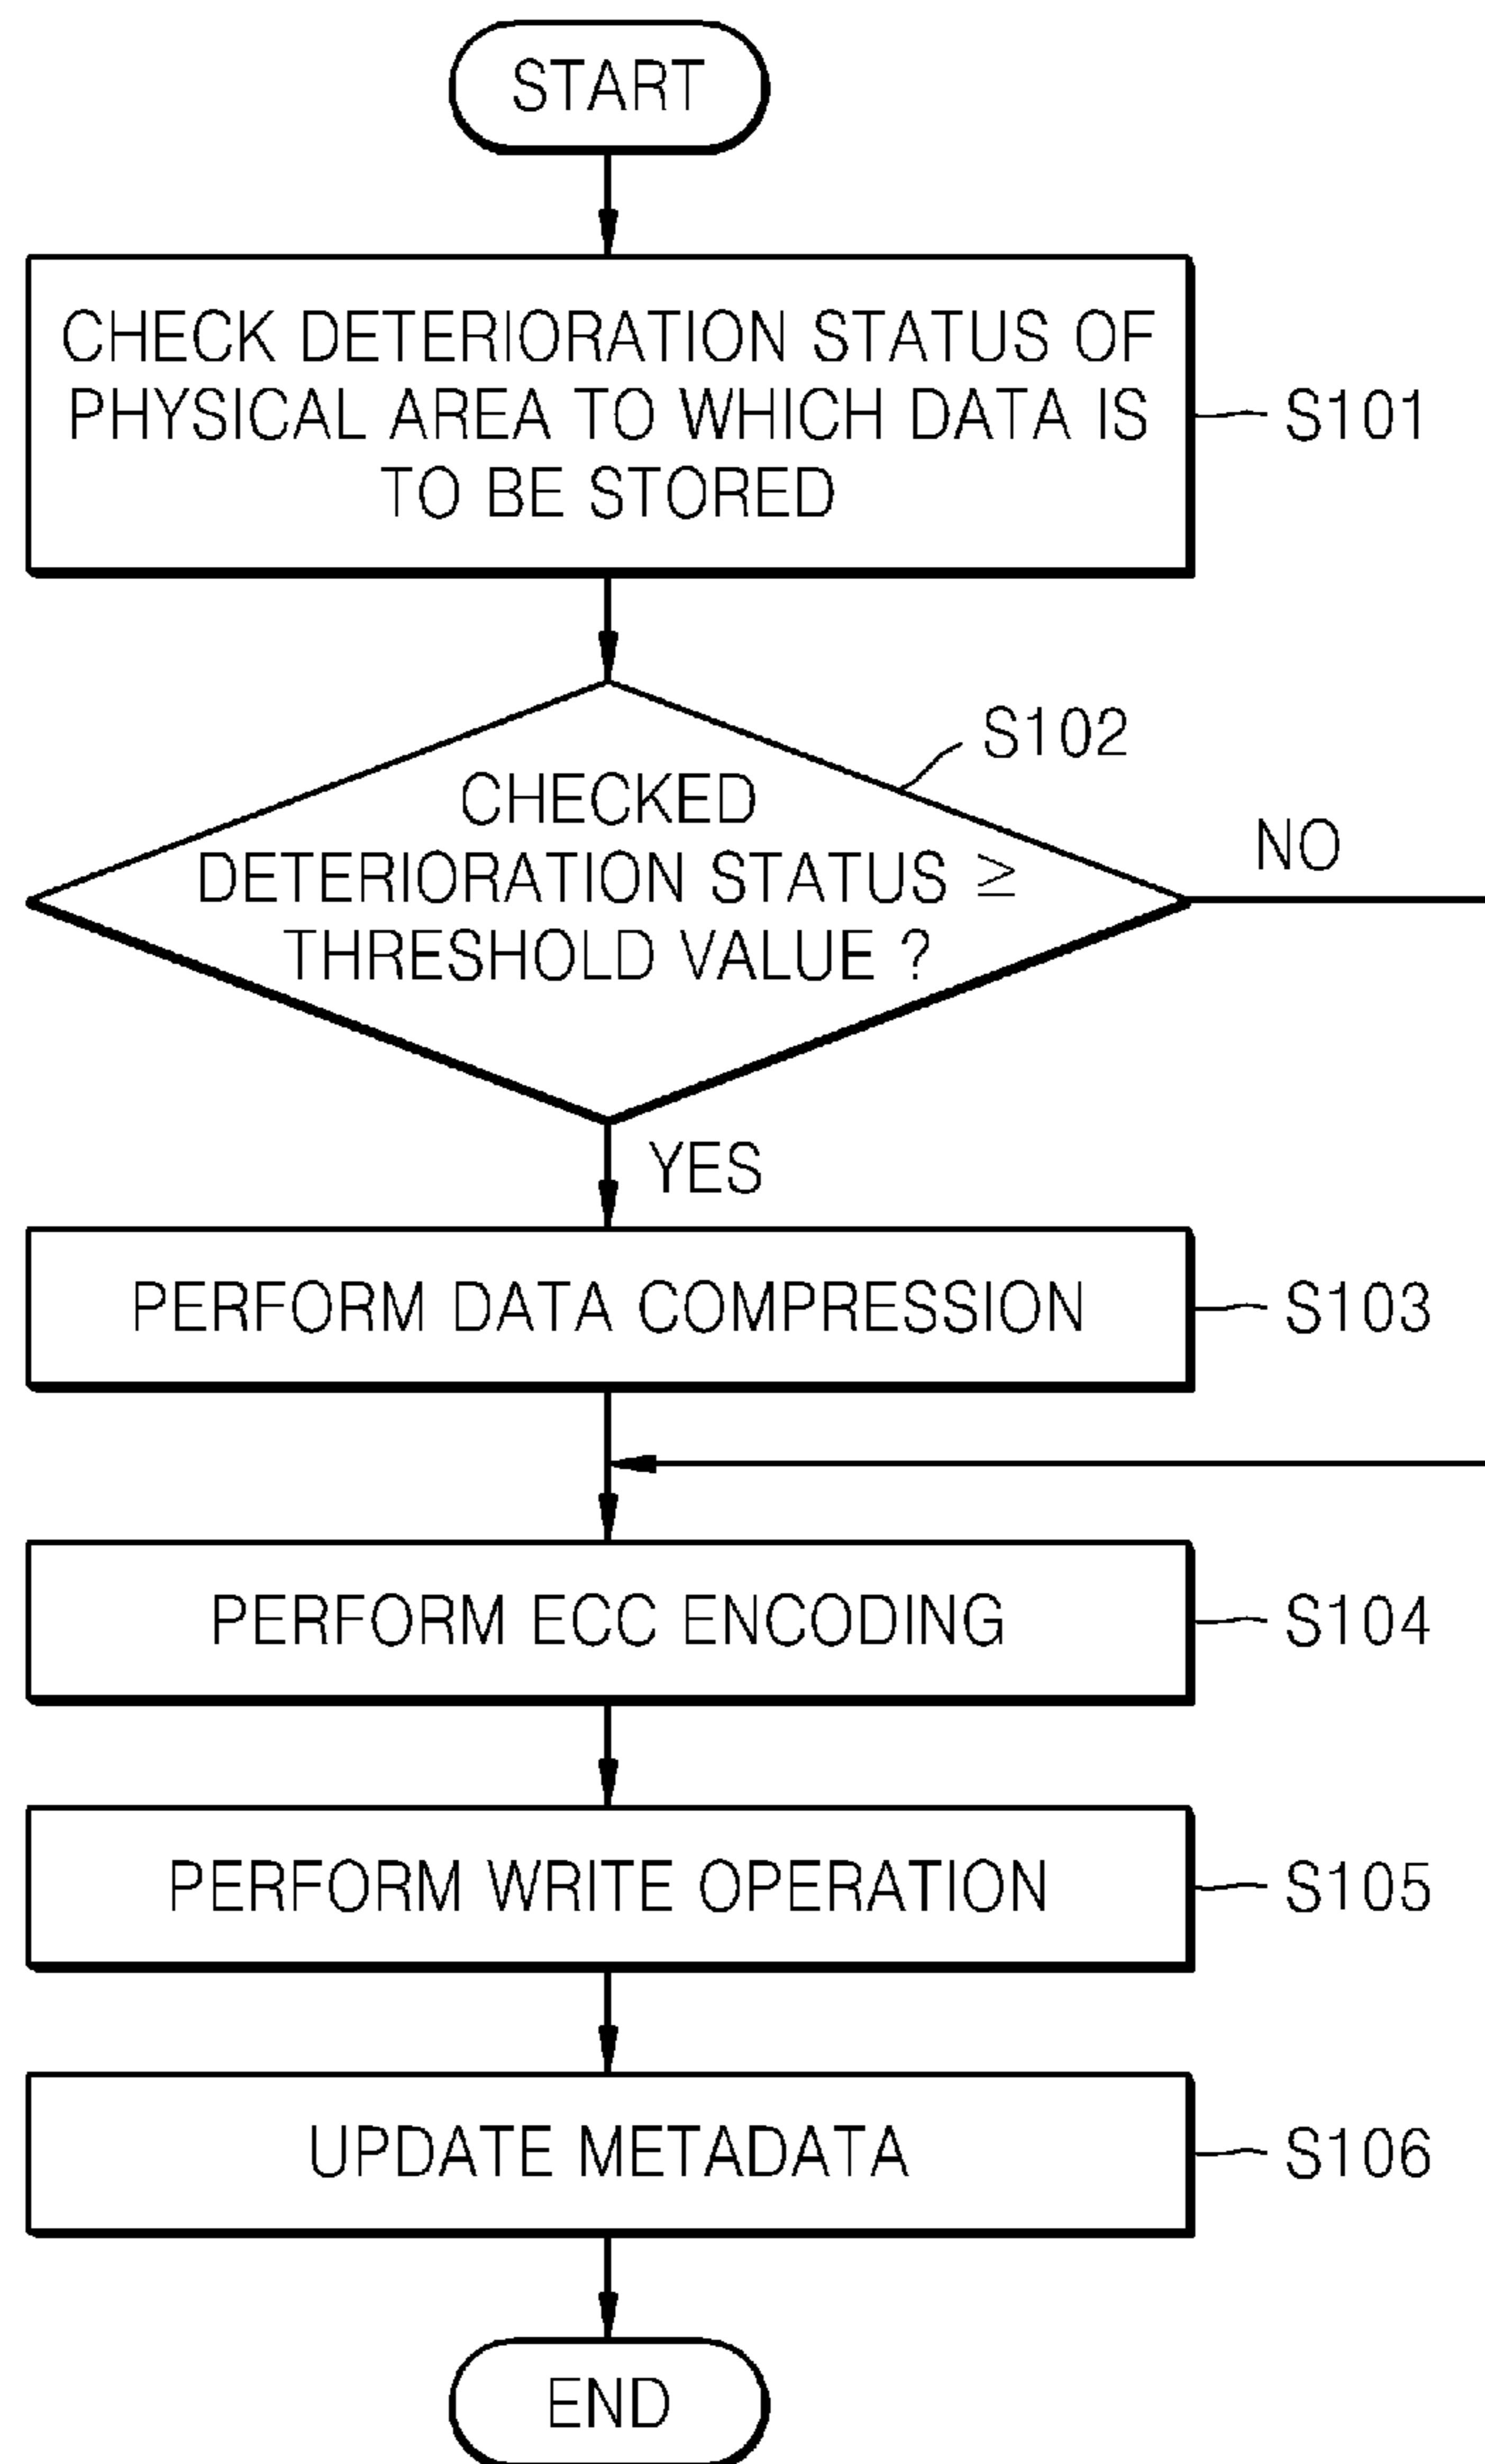 START
CHECK DETERIORATION STATUS OF
PHYSICAL AREA TO WHICH DATA IS
TO BE STORED
S101
S102
CHECKED
DETERIORATION STATUS ≥
THRESHOLD VALUE ?
NO
YES
PERFORM DATA COMPRESSION
S103
PERFORM ECC ENCODING
S104
PERFORM WRITE OPERATION
S105
UPDATE METADATA
S106
END